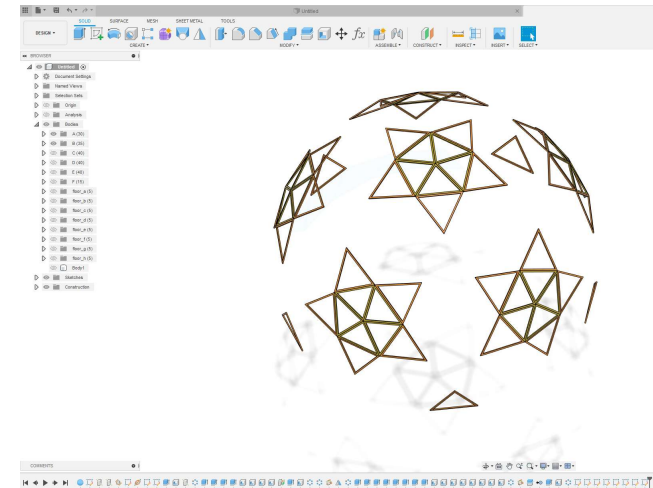 Untitled
×
SOLID SURFACE MESH SHEET METAL TOOLS
DESIGN
fx
CREATE MODIFY ASSEMBLE CONSTRUCT INSPECT INSERT SELECT
BROWSER
Untitled
Document Settings
Named Views
Selection Sets
Origin
Analysis
Bodies
A (30)
B (35)
C (40)
D (40)
E (40)
F (15)
floor_a (5)
floor_b (5)
floor_c (5)
floor_d (5)
floor_e (5)
floor_f (5)
floor_g (5)
floor_h (5)
Body1
Sketches
Construction
COMMENTS